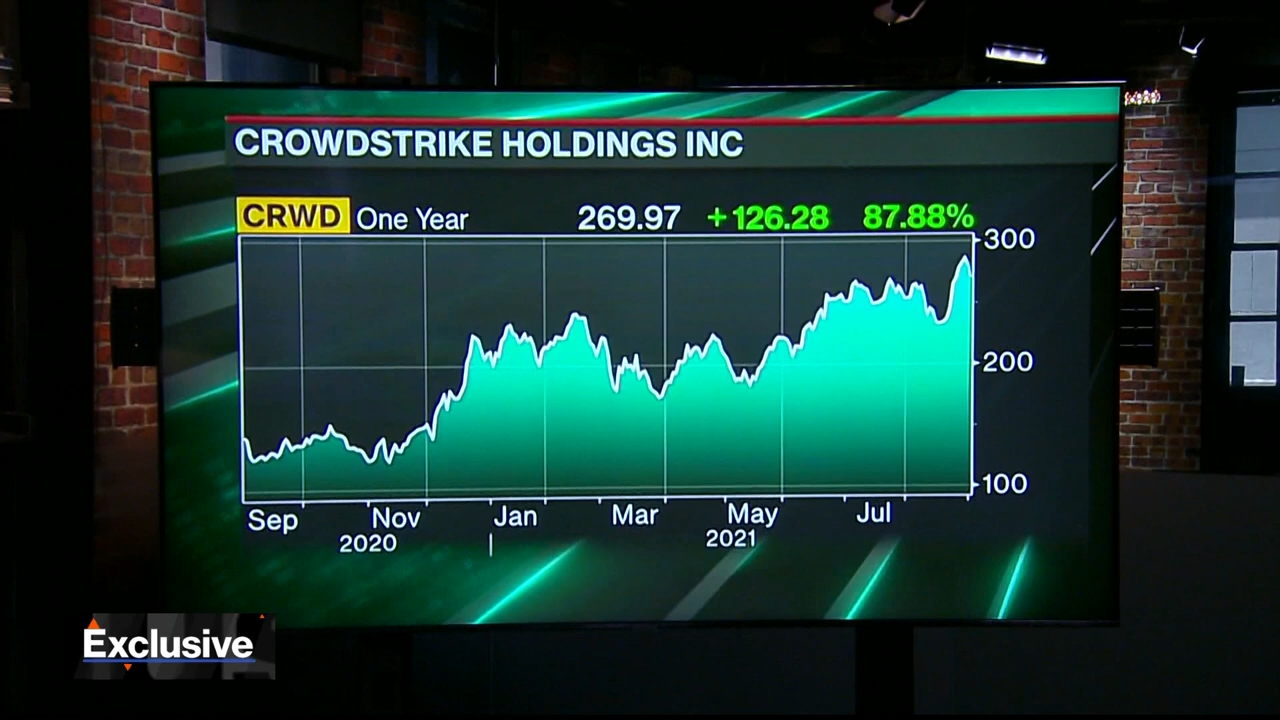 CROWDSTRIKE HOLDINGS INC
CRWD One Year 269.97 +126.28 87.88%
300
200
100
Sep Nov Jan Mar May Jul
2020 2021
Exclusive